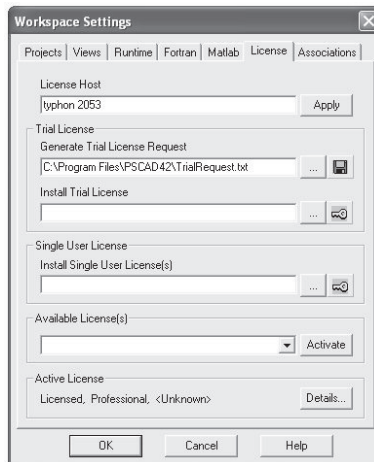 Workspace Settings
Projects Views Runtime Fortran Matlab License Associations
License Host
typhon 2053
Apply
Trial License
Generate Trial License Request
C:\Program Files\PSCAD42\TrialRequest.txt
...
Install Trial License
...
Single User License
Install Single User License(s)
...
Available License(s)
Activate
Active License
Licensed, Professional, <Unknown>
Details...
OK Cancel Help